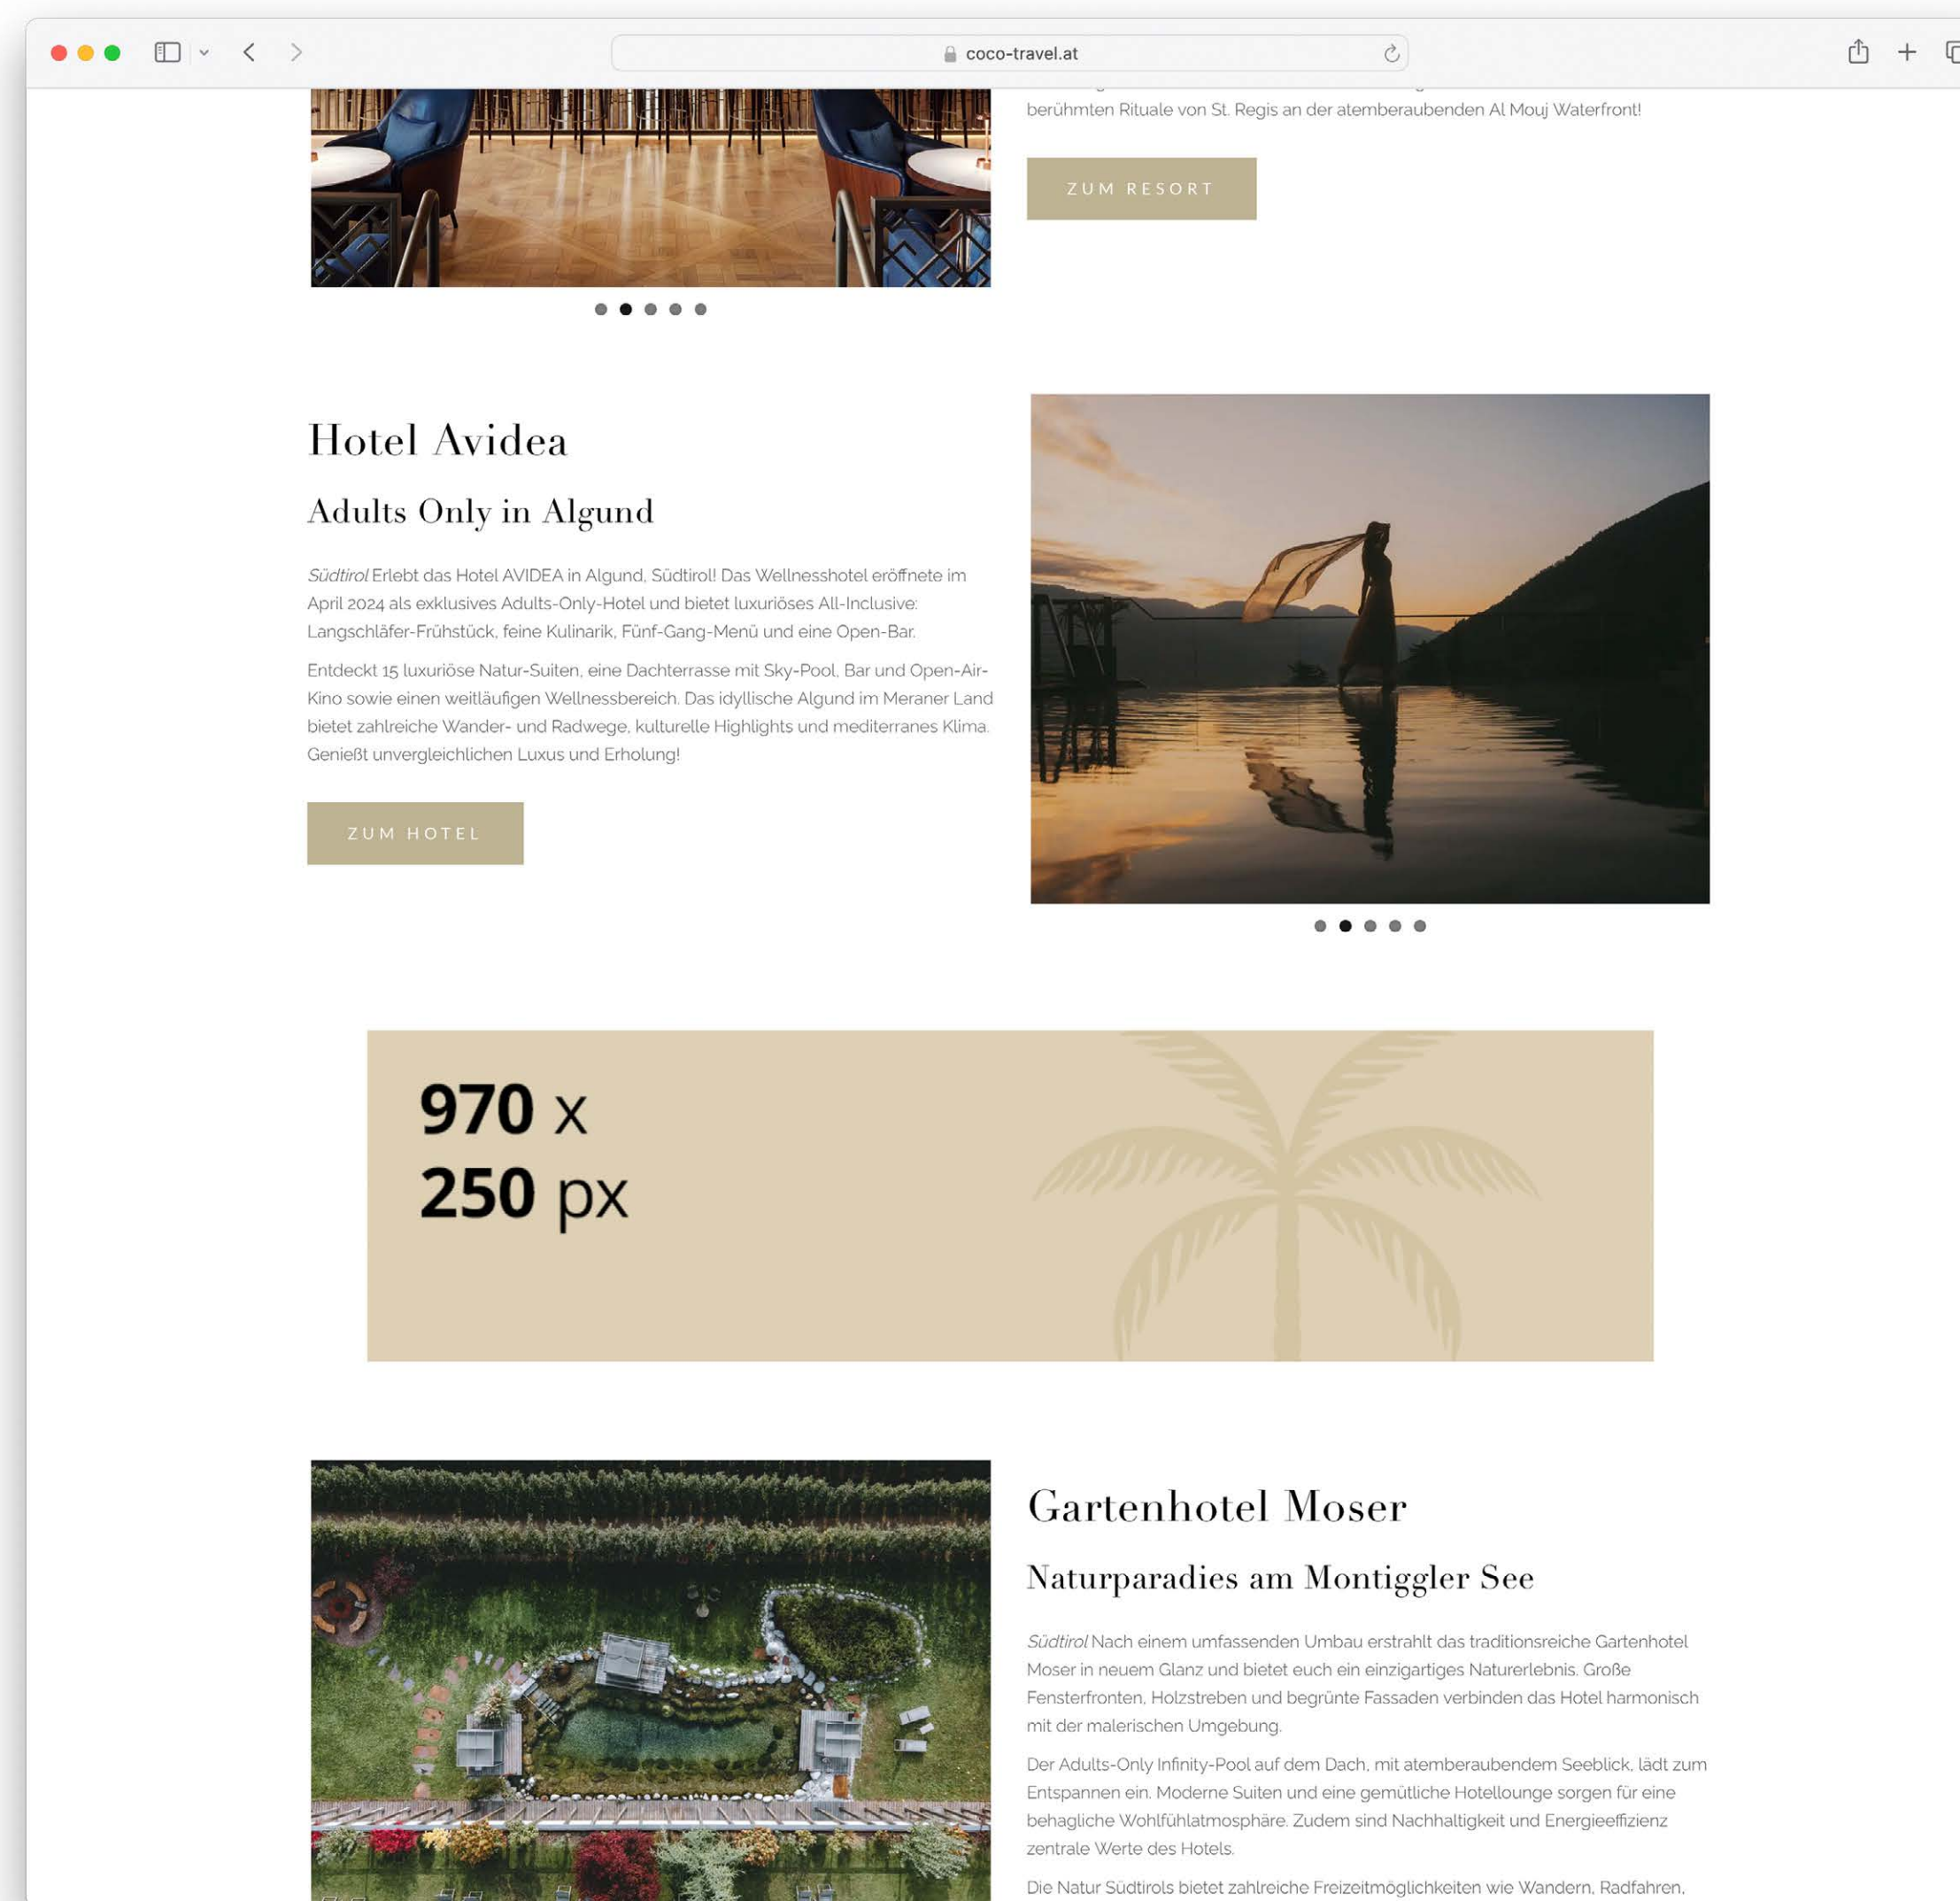 coco-travel.at
berühmten Rituale von St. Regis an der atemberaubenden Al Mouj Waterfront!
ZUM RESORT
Hotel Avidea
Adults Only in Algund
Südtirol Erlebt das Hotel AVIDEA in Algund, Südtirol! Das Wellnesshotel eröffnete im
April 2024 als exklusives Adults-Only-Hotel und bietet luxuriöses All-Inclusive:
Langschläfer-Frühstück, feine Kulinarik, Fünf-Gang-Menü und eine Open-Bar.
Entdeckt 15 luxuriöse Natur-Suiten, eine Dachterrasse mit Sky-Pool, Bar und Open-Air-
Kino sowie einen weitläufigen Wellnessbereich. Das idyllische Algund im Meraner Land
bietet zahlreiche Wander- und Radwege, kulturelle Highlights und mediterranes Klima.
Genießt unvergleichlichen Luxus und Erholung!
ZUM HOTEL
970 x
250 px
Gartenhotel Moser
Naturparadies am Montiggler See
Südtirol Nach einem umfassenden Umbau erstrahlt das traditionsreiche Gartenhotel
Moser in neuem Glanz und bietet euch ein einzigartiges Naturerlebnis. Große
Fensterfronten, Holzstreben und begrünte Fassaden verbinden das Hotel harmonisch
mit der malerischen Umgebung.
Der Adults-Only Infinity-Pool auf dem Dach, mit atemberaubendem Seeblick, lädt zum
Entspannen ein. Moderne Suiten und eine gemütliche Hotellounge sorgen für eine
behagliche Wohlfühlatmosphäre. Zudem sind Nachhaltigkeit und Energieeffizienz
zentrale Werte des Hotels.
Die Natur Südtirols bietet zahlreiche Freizeitmöglichkeiten wie Wandern, Radfahren,